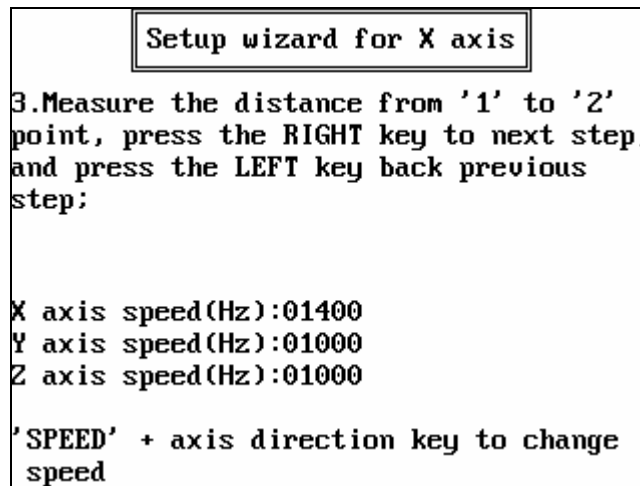 Setup wizard for X axis
3.Measure the distance from '1' to '2'
point, press the RIGHT key to next step,
and press the LEFT key back previous
step;
X axis speed(Hz):01400
Y axis speed(Hz):01000
Z axis speed(Hz):01000
'SPEED' + axis direction key to change
speed